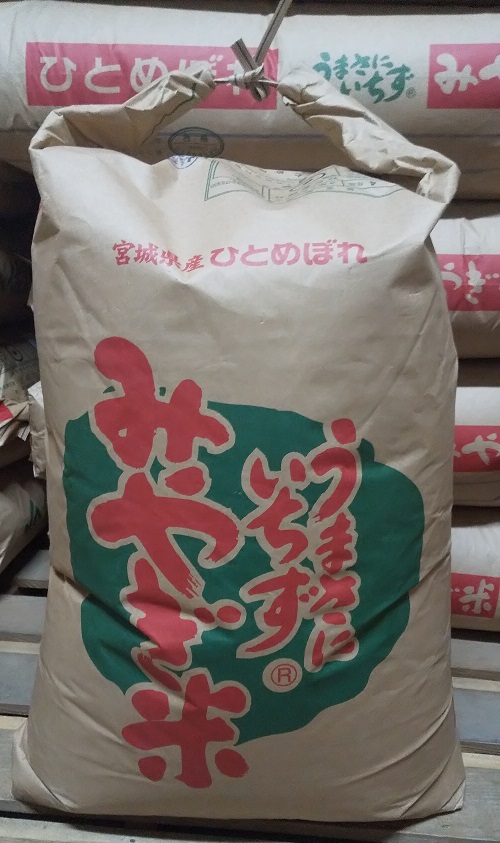 ひとめぼれ
うまさに
いちず®
みや
宮城県産ひとめぼれ
うまさに
いちず
®
みやぎ米
うぎ
や
ぎ米